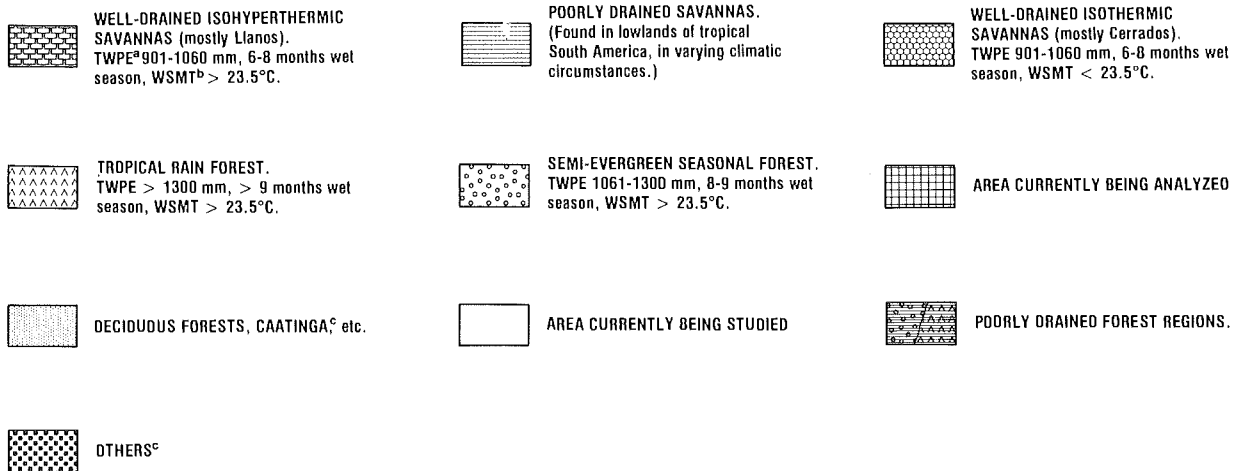 WELL-DRAINED ISOHYPERTHERMIC
SAVANNAS (mostly Llanos).
TWPEᵃ 901-1060 mm, 6-8 months wet
season, WSMTᵇ > 23.5°C.
POORLY DRAINED SAVANNAS.
(Found in lowlands of tropical
South America, in varying climatic
circumstances.)
WELL-DRAINED ISOTHERMIC
SAVANNAS (mostly Cerrados).
TWPE 901-1060 mm, 6-8 months wet
season, WSMT < 23.5°C.
TROPICAL RAIN FOREST.
TWPE > 1300 mm, > 9 months wet
season, WSMT > 23.5°C.
SEMI-EVERGREEN SEASONAL FOREST.
TWPE 1061-1300 mm, 8-9 months wet
season, WSMT > 23.5°C.
AREA CURRENTLY BEING ANALYZED
DECIDUOUS FORESTS, CAATINGA,ᶜ etc.
AREA CURRENTLY BEING STUDIED
POORLY DRAINED FOREST REGIONS.
OTHERSᶜ